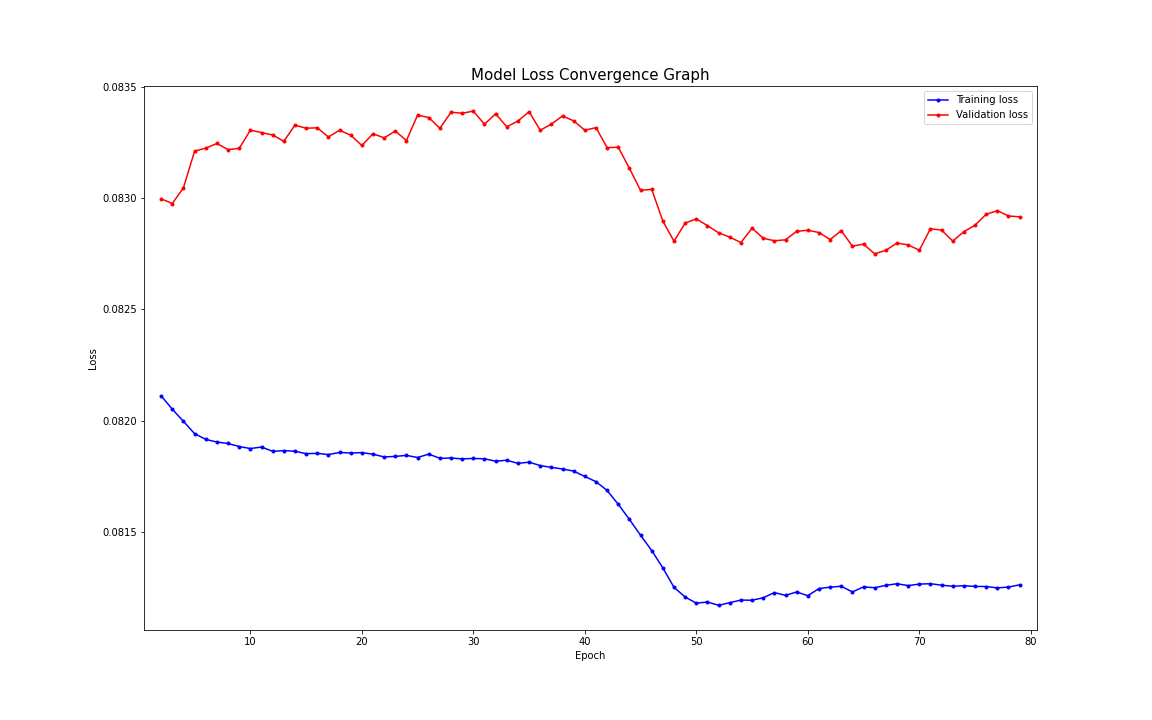 Model Loss Convergence Graph
Training loss
Validation loss
0.0835
0.0830
0.0825
0.0820
0.0815
Loss
10 20 30 40 50 60 70 80
Epoch